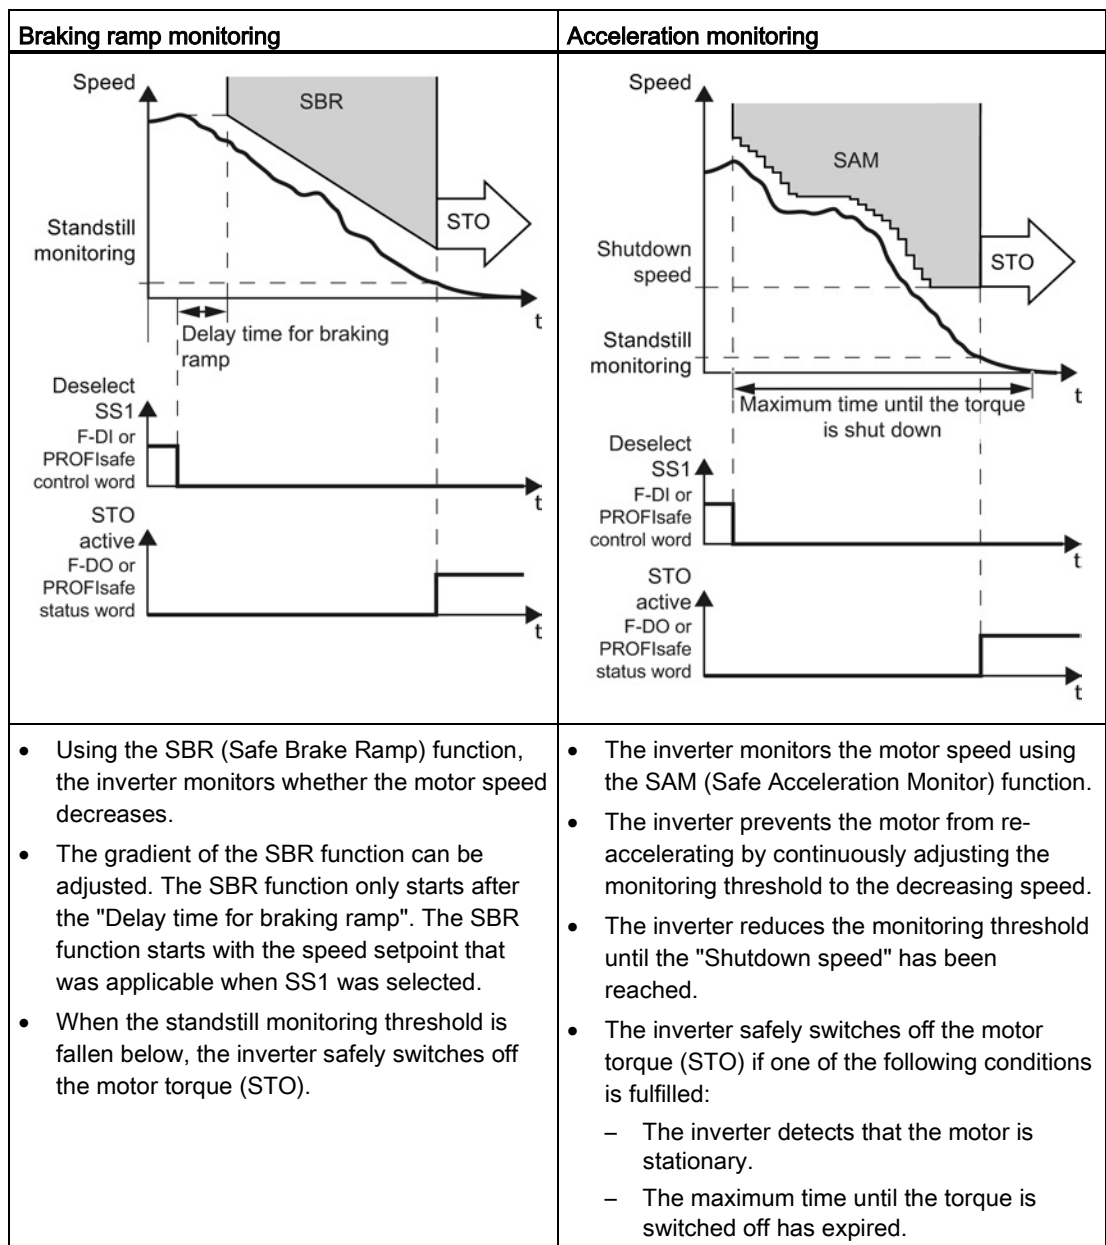 Braking ramp monitoring
Speed
SBR
STO
Standstill
monitoring
t
Delay time for braking
ramp
Deselect
SS1
F-DI or
PROFIsafe
control word
t
STO
active
F-DO or
PROFIsafe
status word
t
Acceleration monitoring
Speed
SAM
Shutdown
speed
STO
Standstill
monitoring
t
Maximum time until the torque
is shut down
Deselect
SS1
F-DI or
PROFIsafe
control word
t
STO
active
F-DO or
PROFIsafe
status word
t
• Using the SBR (Safe Brake Ramp) function,
the inverter monitors whether the motor speed
decreases.
• The gradient of the SBR function can be
adjusted. The SBR function only starts after
the "Delay time for braking ramp". The SBR
function starts with the speed setpoint that
was applicable when SS1 was selected.
• When the standstill monitoring threshold is
fallen below, the inverter safely switches off
the motor torque (STO).
• The inverter monitors the motor speed using
the SAM (Safe Acceleration Monitor) function.
• The inverter prevents the motor from re-
accelerating by continuously adjusting the
monitoring threshold to the decreasing speed.
• The inverter reduces the monitoring threshold
until the "Shutdown speed" has been
reached.
• The inverter safely switches off the motor
torque (STO) if one of the following conditions
is fulfilled:
– The inverter detects that the motor is
stationary.
– The maximum time until the torque is
switched off has expired.